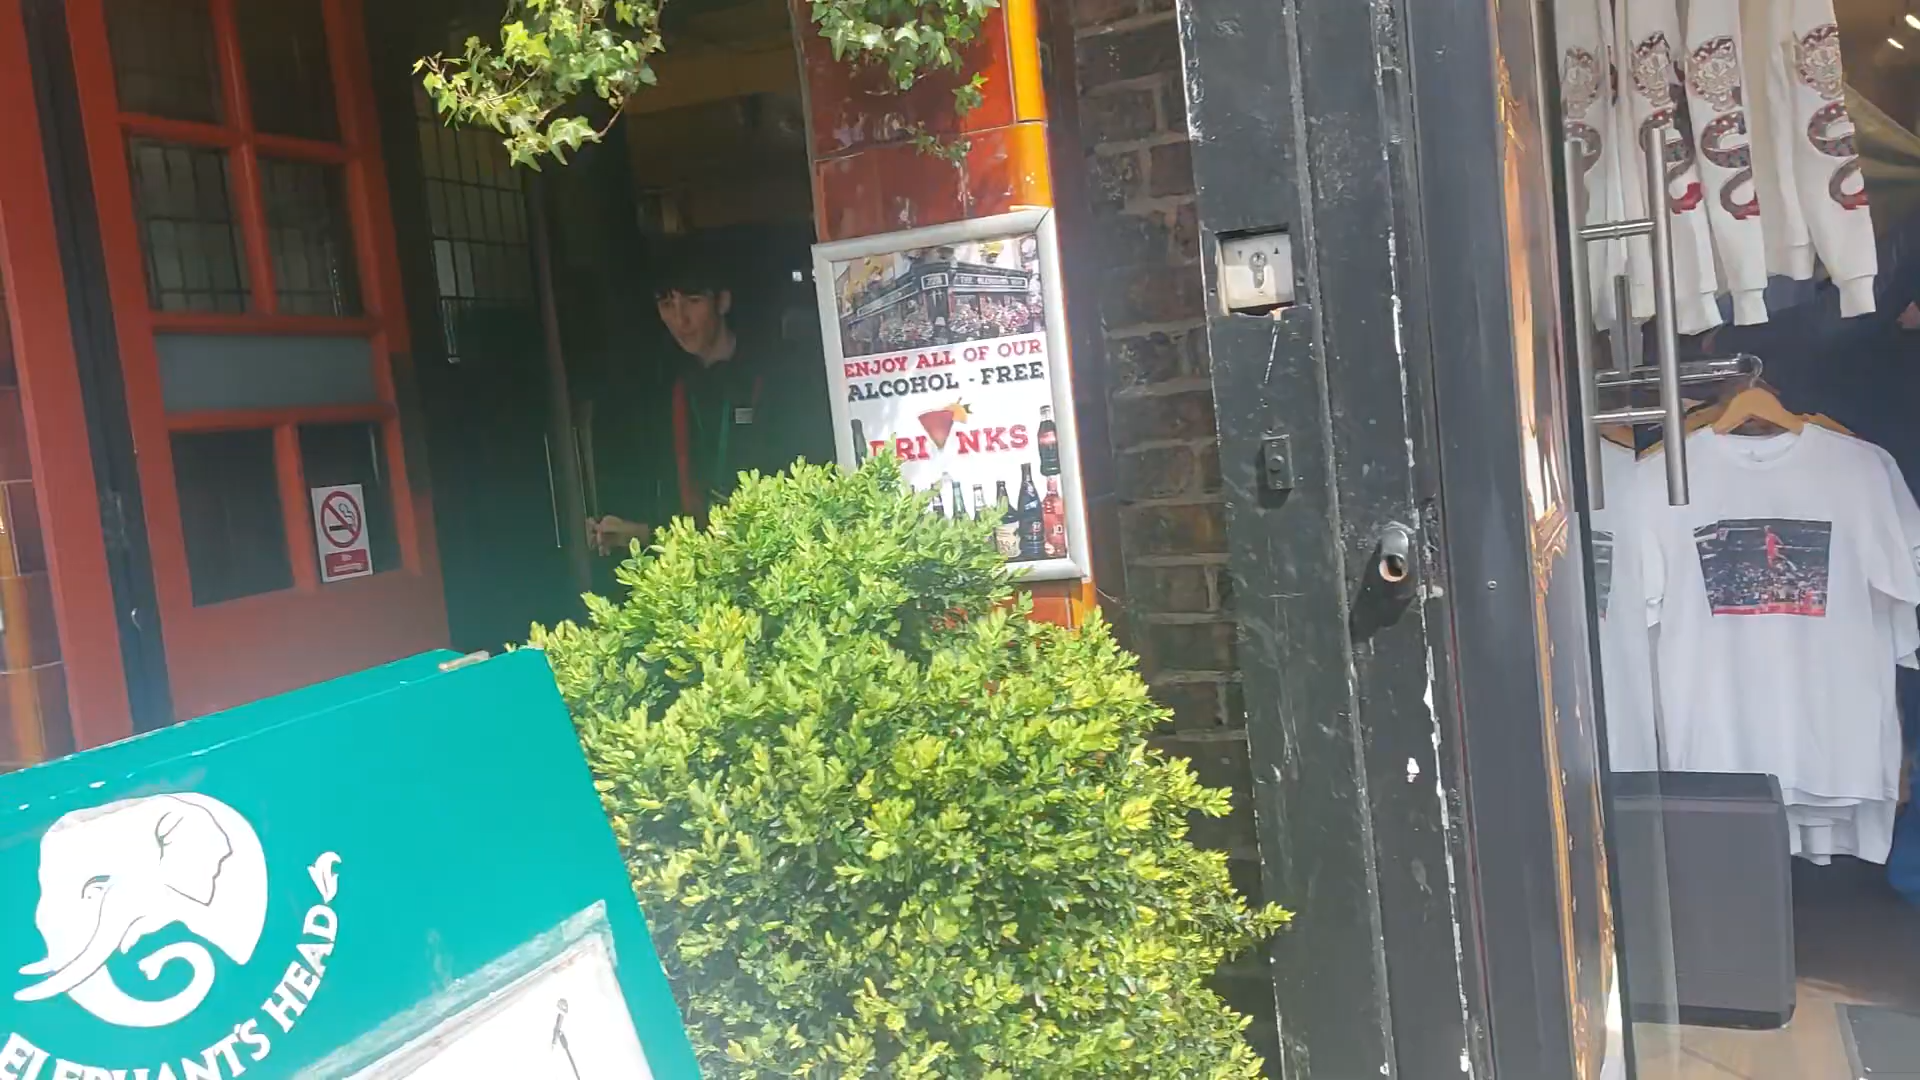 ENJOY ALL OF OUR
ALCOHOL - FREE
DRINKS
ELEPHANT'S HEAD